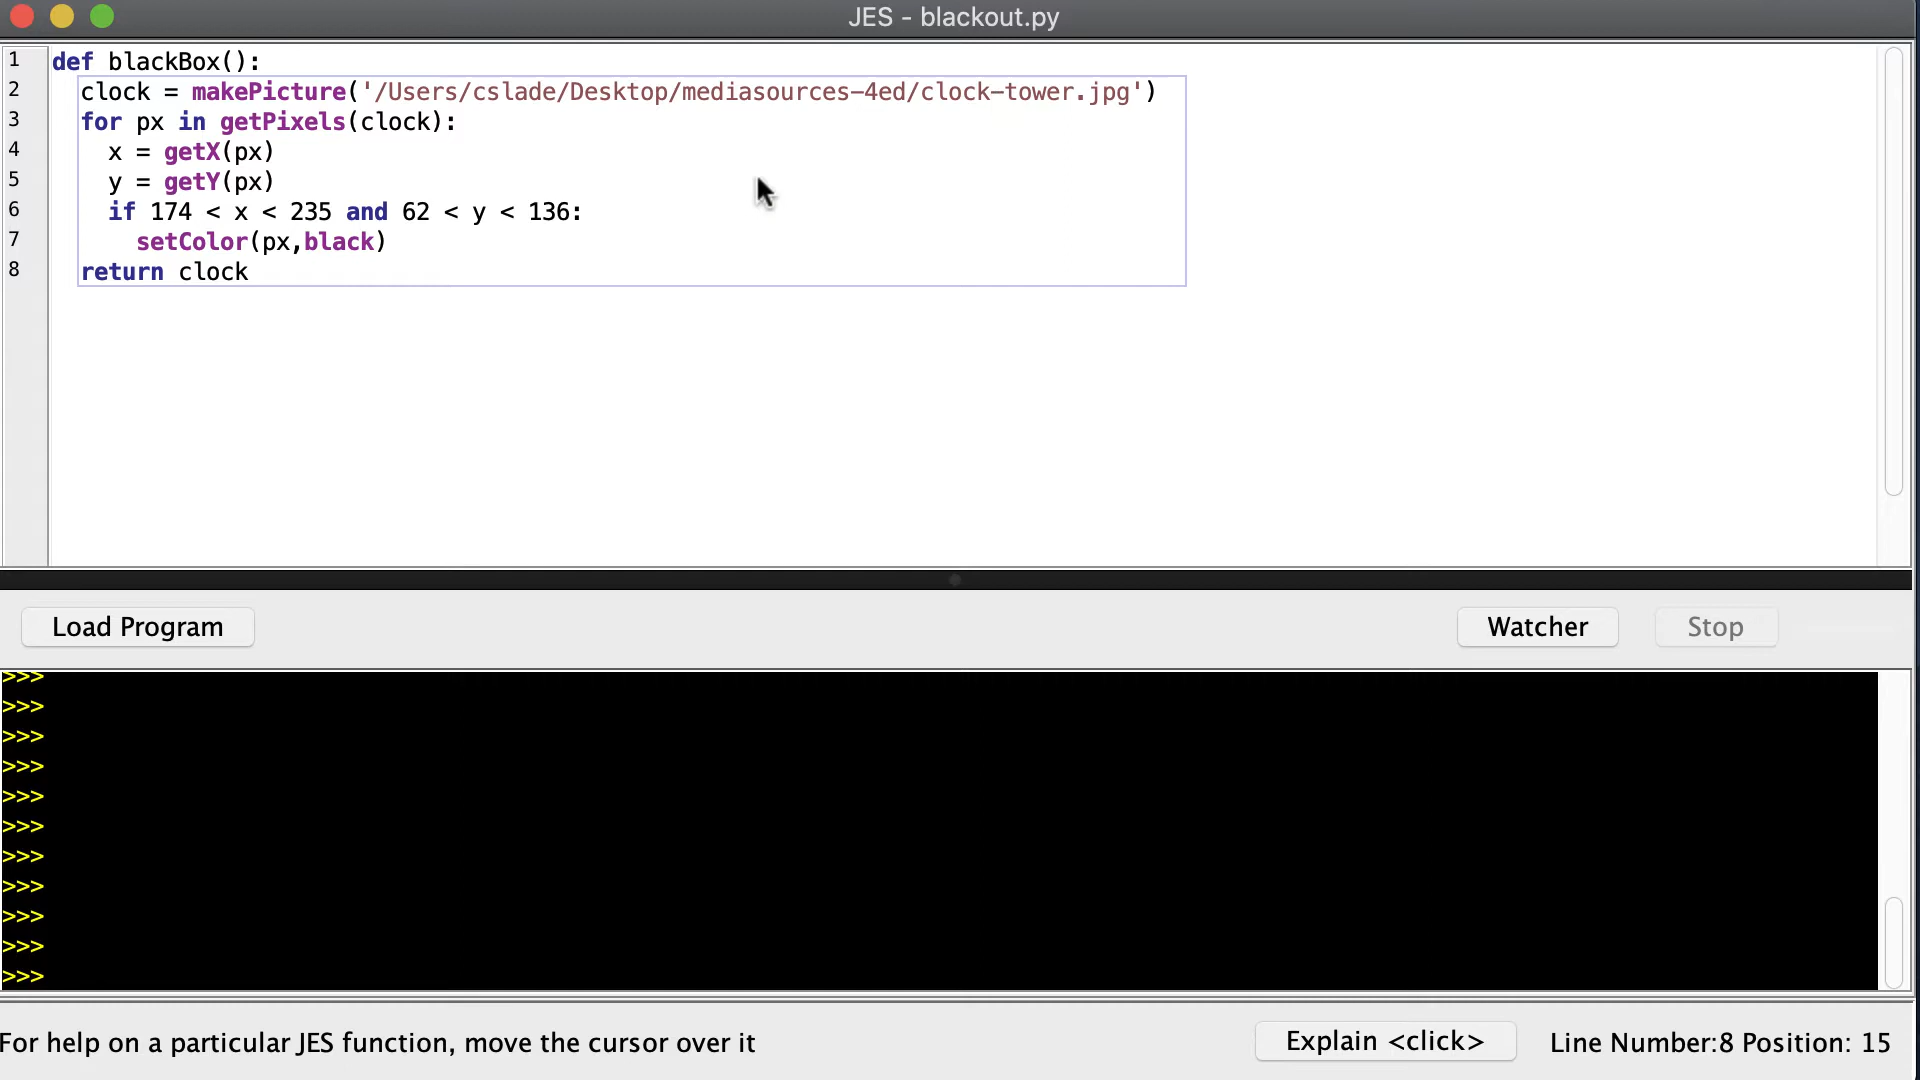 JES - blackout.py
1 def blackBox():
2 clock = makePicture('/Users/cslade/Desktop/mediasources-4ed/clock-tower.jpg')
3 for px in getPixels(clock):
4 x = getX(px)
5 y = getY(px)
6 if 174 < x < 235 and 62 < y < 136:
7 setColor(px,black)
8 return clock
Load Program Watcher Stop
>>>
>>>
>>>
>>>
>>>
>>>
>>>
>>>
>>>
>>>
>>>
For help on a particular JES function, move the cursor over it Explain <click> Line Number:8 Position: 15